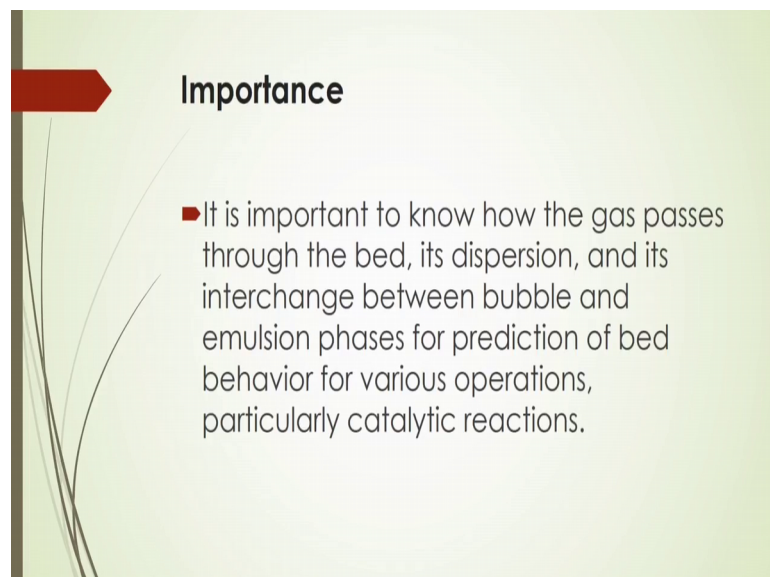 Importance
It is important to know how the gas passes
through the bed, its dispersion, and its
interchange between bubble and
emulsion phases for prediction of bed
behavior for various operations,
particularly catalytic reactions.